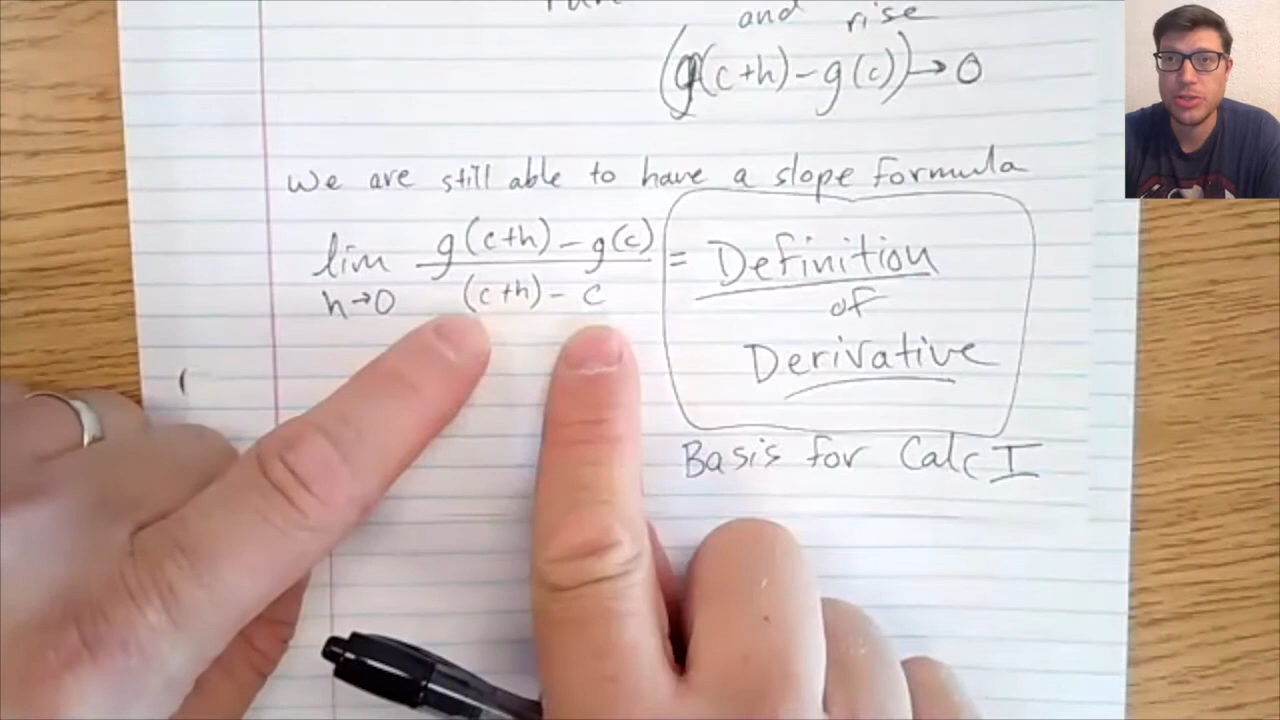 and rise
(g(c+h)-g(c))→0
We are still able to have a slope formula
lim h→0 g(c+h)-g(c) / (c+h)-c = Definition
of
Derivative
Basis for Calc I